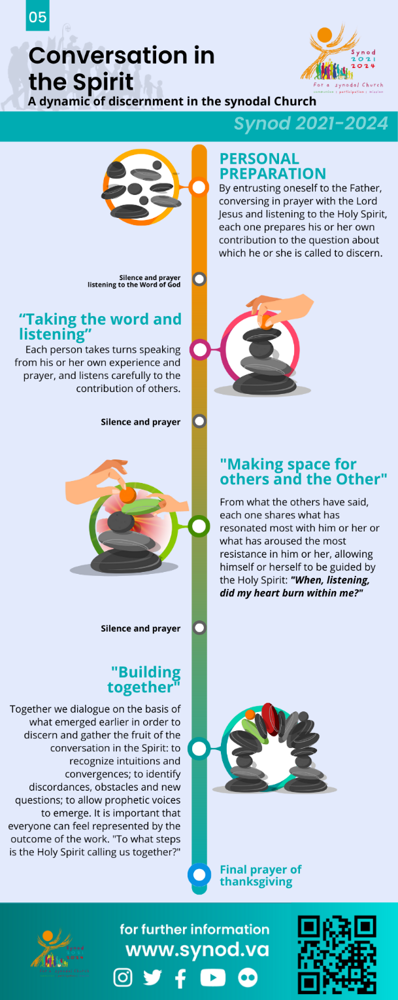 05
Conversation in
the Spirit
A dynamic of discernment in the synodal Church
Synod
2021
2024
For a synodal Church
communion | participation | mission
Synod 2021-2024
PERSONAL
PREPARATION
By entrusting oneself to the Father,
conversing in prayer with the Lord
Jesus and listening to the Holy Spirit,
each one prepares his or her own
contribution to the question about
which he or she is called to discern.
Silence and prayer
listening to the Word of God
“Taking the word and
listening”
Each person takes turns speaking
from his or her own experience and
prayer, and listens carefully to the
contribution of others.
Silence and prayer
"Making space for
others and the Other"
From what the others have said,
each one shares what has
resonated most with him or her or
what has aroused the most
resistance in him or her, allowing
himself or herself to be guided by
the Holy Spirit: "When, listening,
did my heart burn within me?"
Silence and prayer
"Building
together"
Together we dialogue on the basis of
what emerged earlier in order to
discern and gather the fruit of the
conversation in the Spirit: to
recognize intuitions and
convergences; to identify
discordances, obstacles and new
questions; to allow prophetic voices
to emerge. It is important that
everyone can feel represented by the
outcome of the work. "To what steps
is the Holy Spirit calling us together?"
Final prayer of
thanksgiving
for further information
www.synod.va
Synod
2021
2024
For a synodal Church